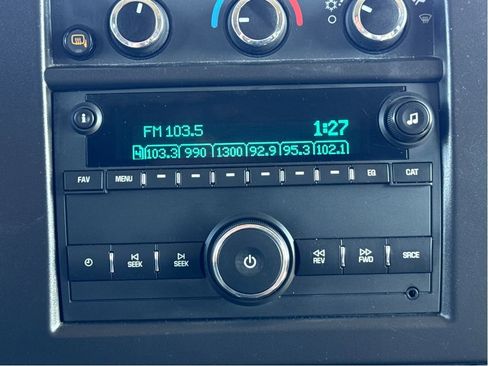 FM 103.5 1:27
4 103.3 990 1300 92.9 95.3 102.1
FAV MENU EQ CAT
SEEK SEEK REV FWD SRCE